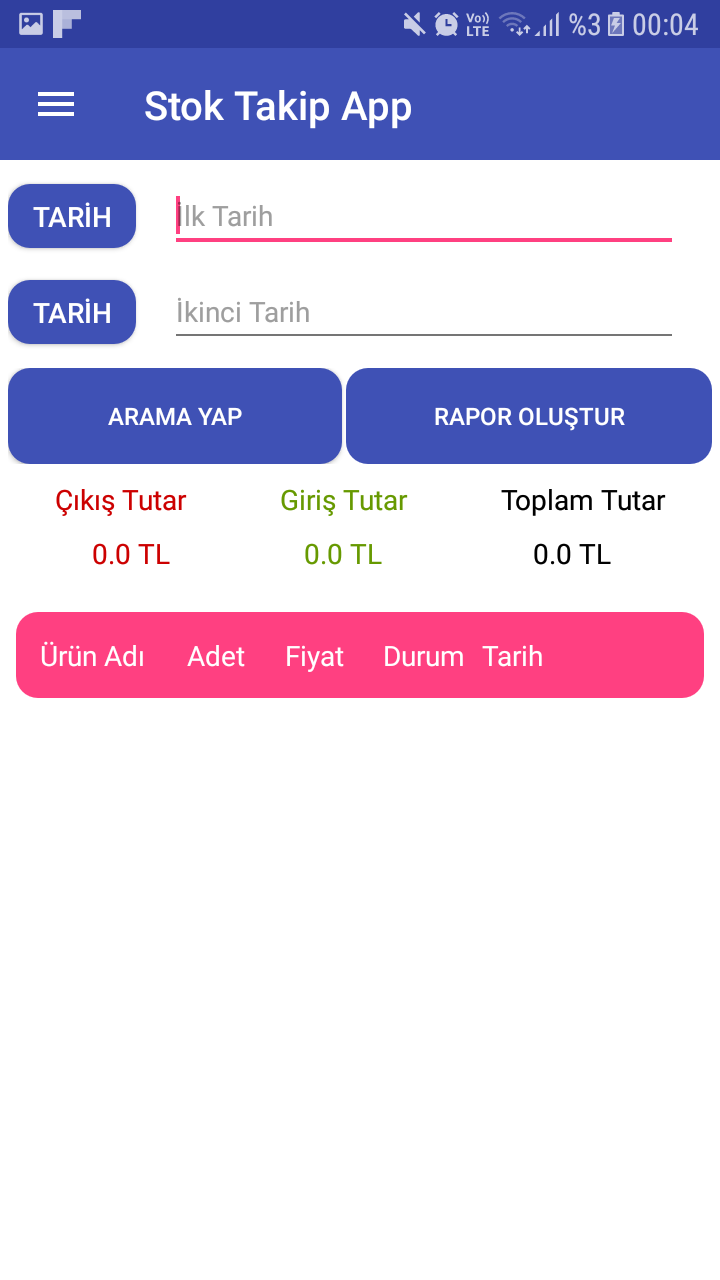 Vo)) LTE %3 00:04
Stok Takip App
TARİH İlk Tarih
TARİH İkinci Tarih
ARAMA YAP RAPOR OLUŞTUR
Çıkış Tutar Giriş Tutar Toplam Tutar
0.0 TL 0.0 TL 0.0 TL
Ürün Adı Adet Fiyat Durum Tarih